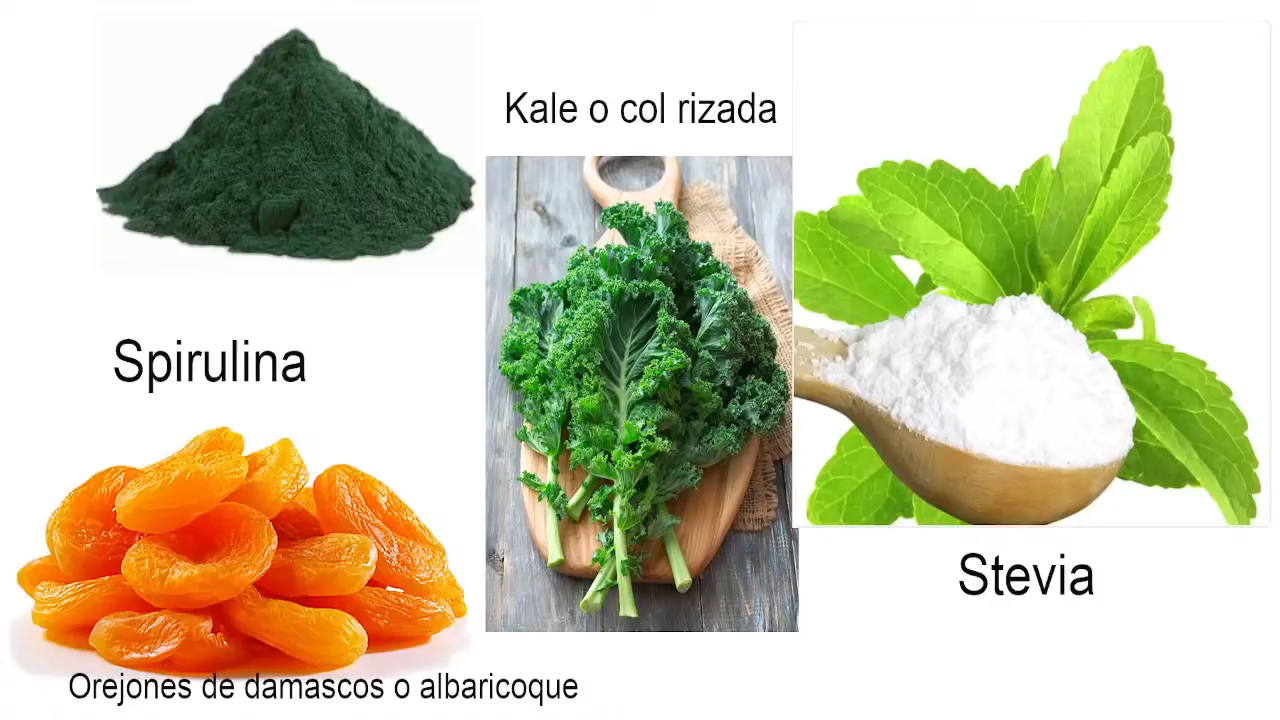 Kale o col rizada
Spirulina
Stevia
Orejones de damascos o albaricoque